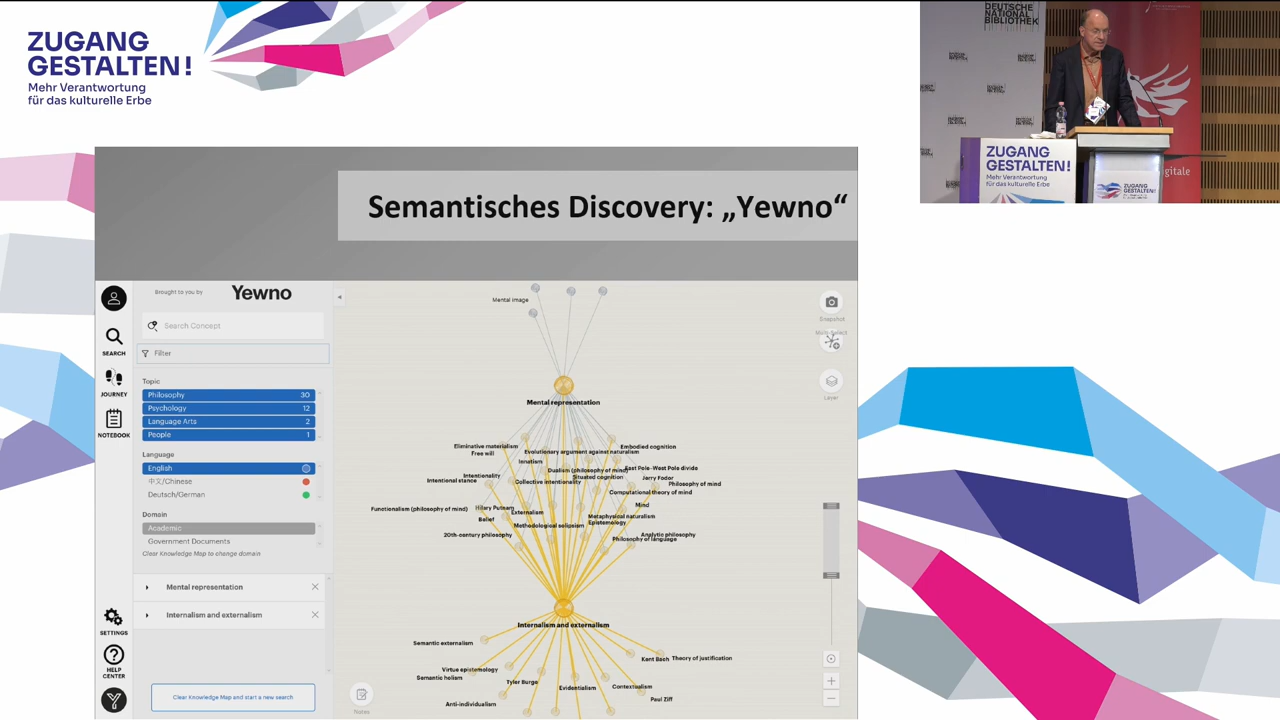 ZUGANG
GESTALTEN!
Mehr Verantwortung
für das kulturelle Erbe
DEUTSCHE
NATIONAL
BIBLIOTHEK
ZUGANG
GESTALTEN!
Mehr Verantwortung
für das kulturelle Erbe
ZUGANG
GESTALTEN!
igitale
Semantisches Discovery: „Yewno“
Brought to you by Yewno
Search Concept
Filter
SEARCH
JOURNEY
NOTEBOOK
Topic
Philosophy 30
Psychology 12
Language Arts 2
People 1
Language
English
中文/Chinese
Deutsch/German
Domain
Academic
Government Documents
Clear Knowledge Map to change domain
Mental representation
Internalism and externalism
SETTINGS
HELP
CENTER
Clear Knowledge Map and start a new search
Mental image
Snapshot
Multi-Select
Layer
Mental representation
Eliminative materialism
Embodied cognition
Free will
Evolutionary argument against naturalism
Innatism
Dualism (philosophy of mind)
East Pole-West Pole divide
Intentionality
Situated cognition
Jerry Fodor
Intentional stance
Collective intentionality
Philosophy of mind
Computational theory of mind
Functionalism (philosophy of mind)
Hilary Putnam
Mind
Externalism
Belief
Metaphysical naturalism
Methodological solipsism
Epistemology
20th-century philosophy
Analytic philosophy
Philosophy of language
Internalism and externalism
Semantic externalism
Kent Bach
Theory of justification
Virtue epistemology
Semantic holism
Tyler Burge
Evidentialism
Contextualism
Anti-individualism
Paul Ziff
Notes